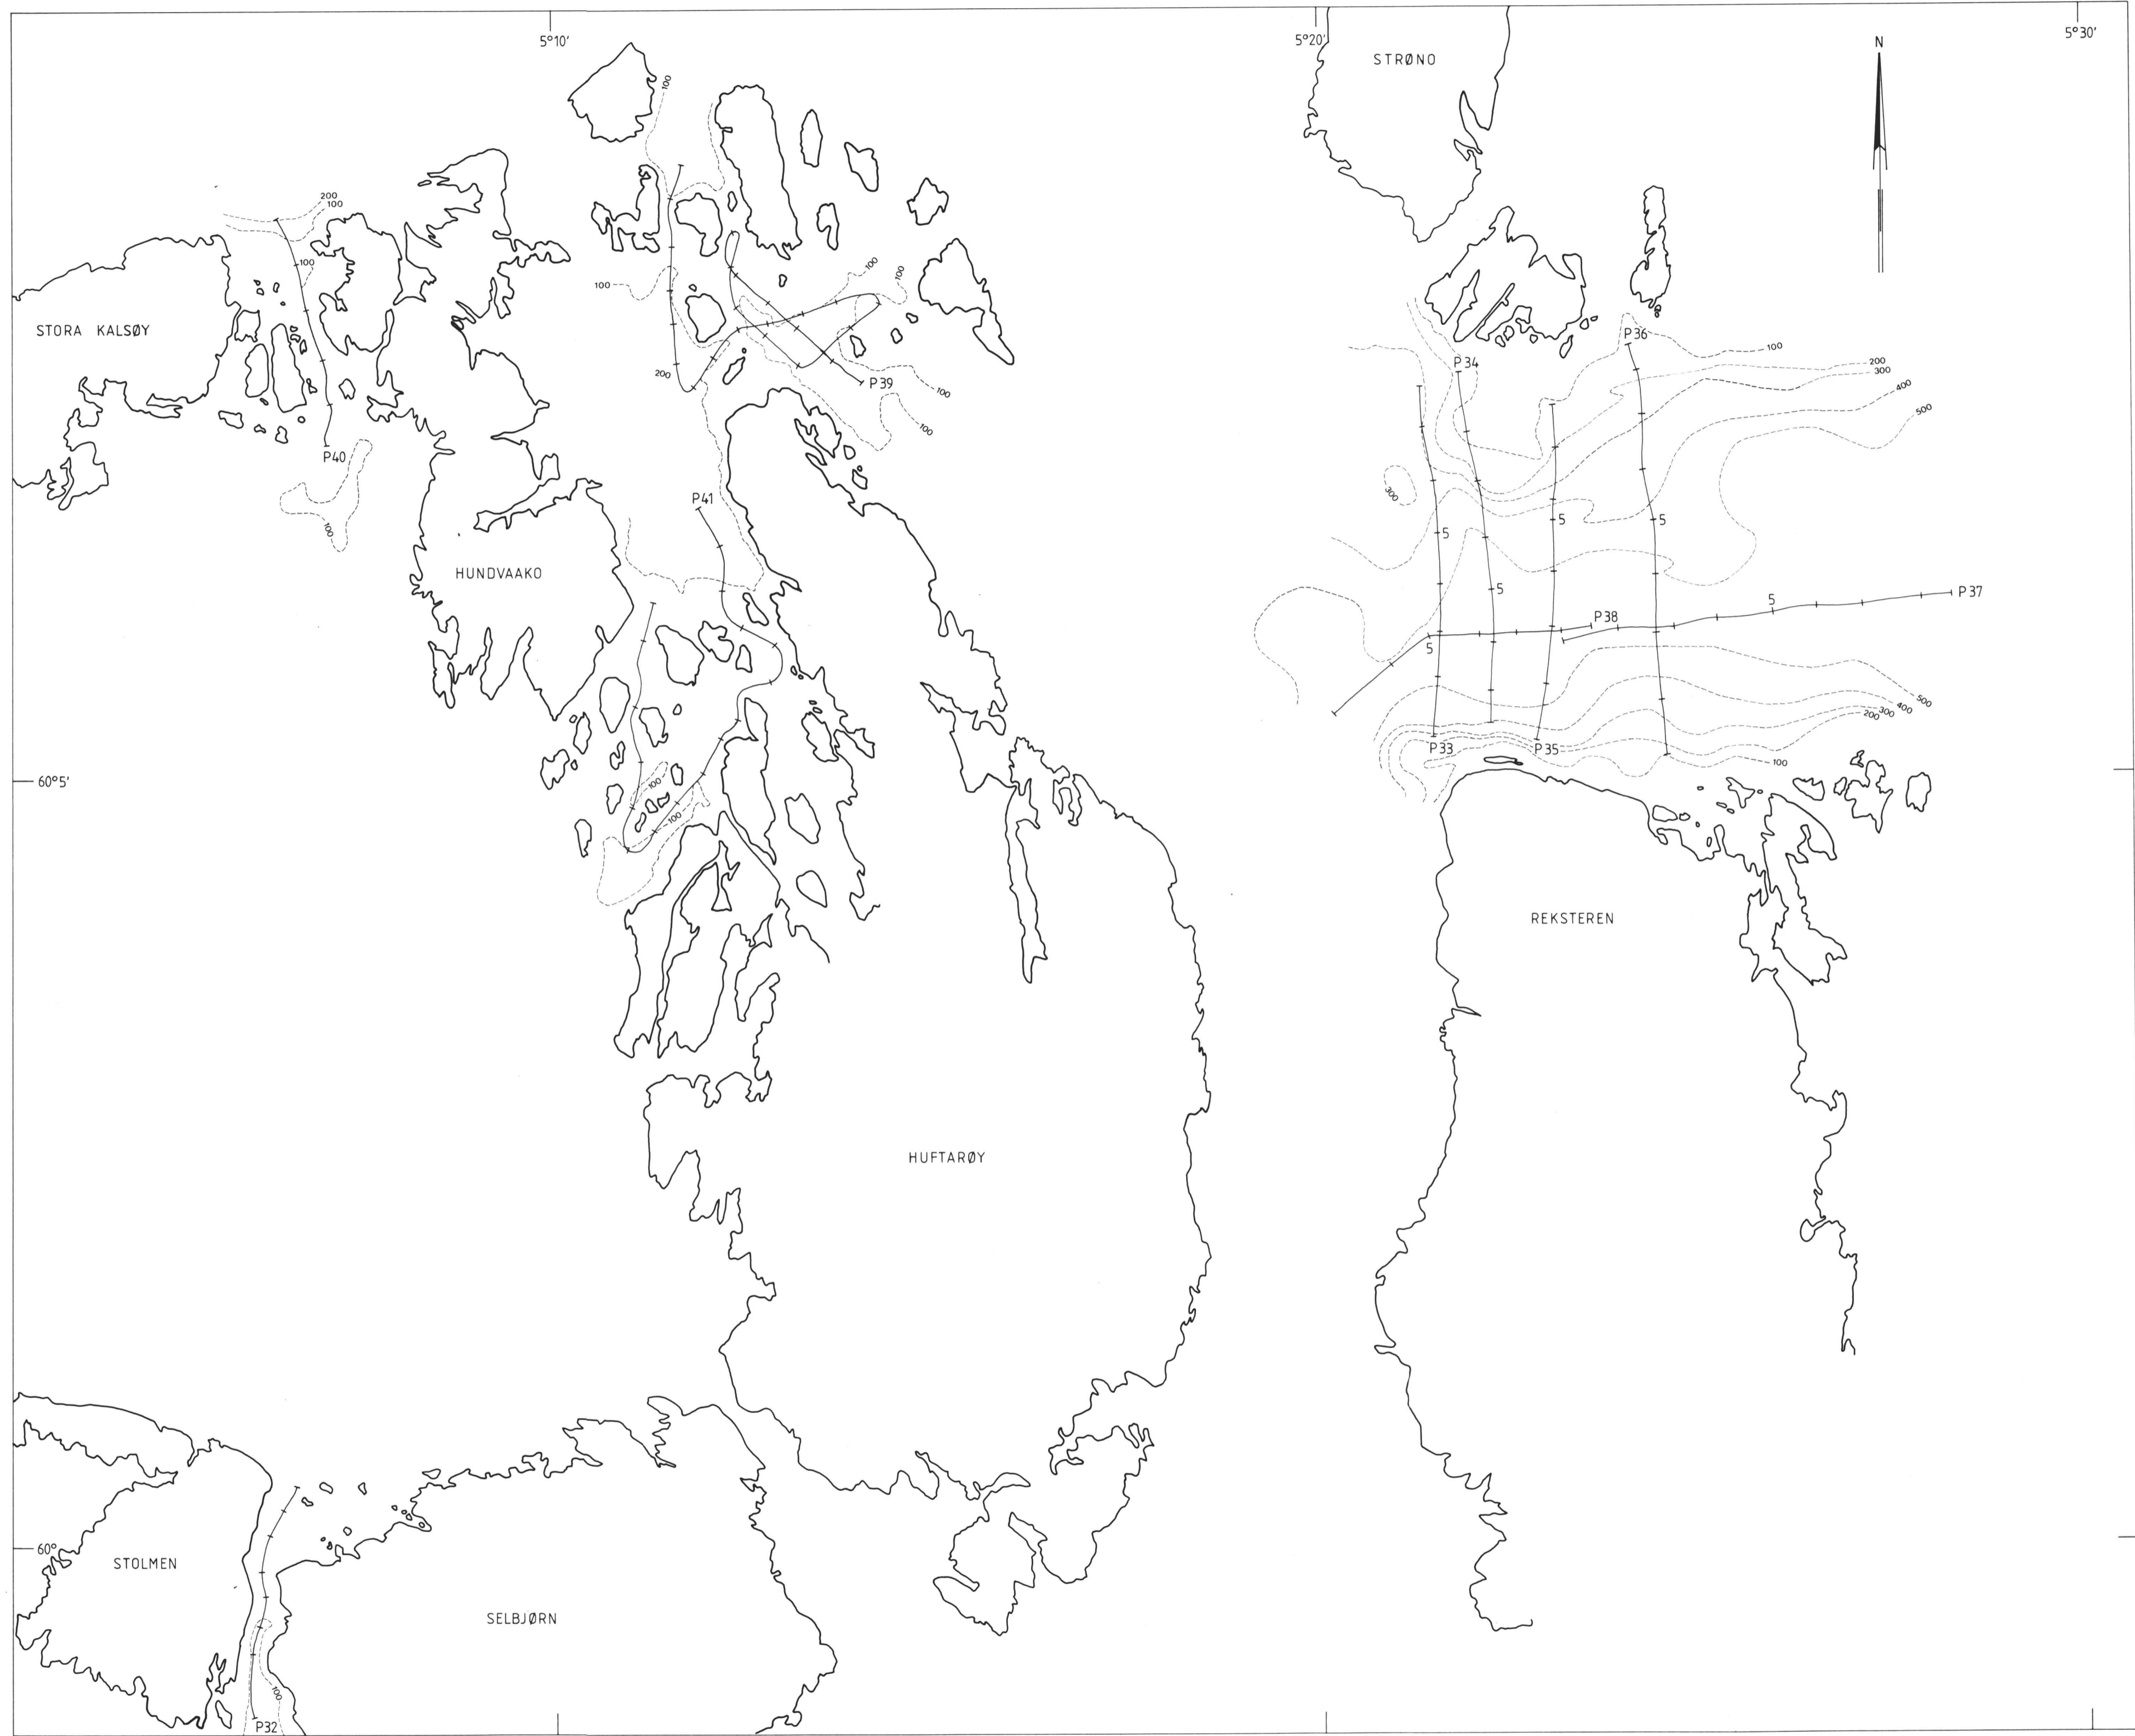 5°10'
5°20'
5°30'
STRØNO
N
100
200
100
100
100
100
100
STORA KALSØY
P36
100
P34
200
300
400
500
200
P39
100
100
P40
300
100
P41
5
5
5
5
HUNDVAAKO
5
P37
P38
5
500
400
300
200
P33
P35
100
60°5'
100
100
REKSTEREN
HUFTARØY
60°
STOLMEN
SELBJØRN
100
P32